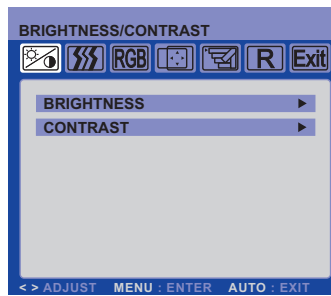 BRIGHTNESS/CONTRAST
RGB R Exit
BRIGHTNESS
CONTRAST
< > ADJUST MENU : ENTER AUTO : EXIT